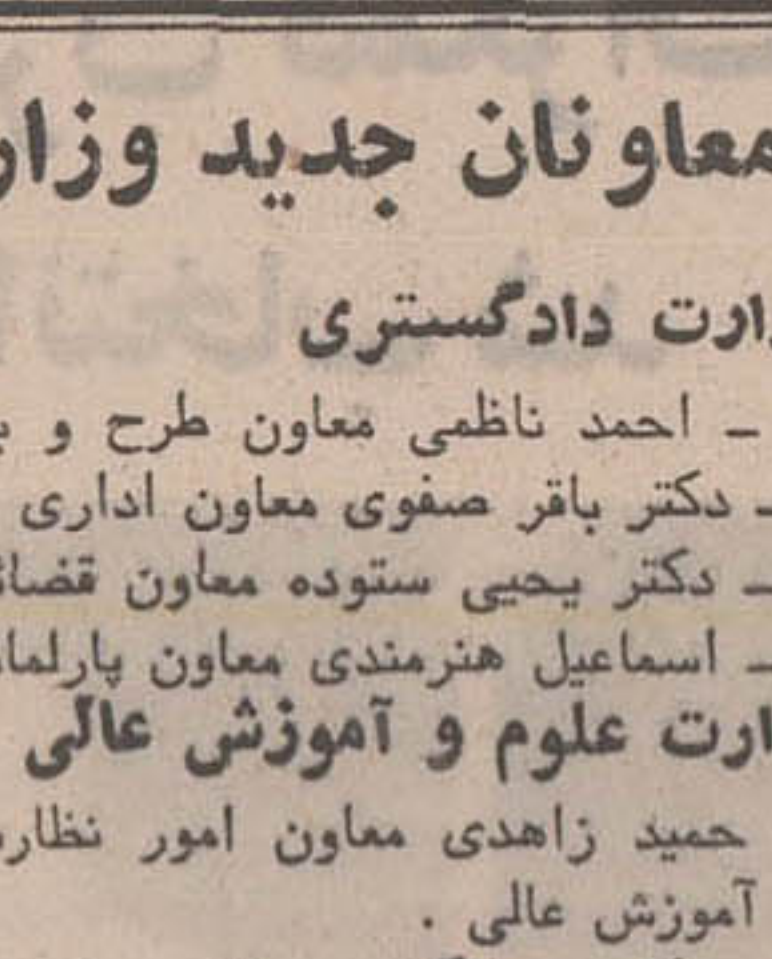 معاونان جدید وزار
ارت دادگستری
ـ احمد ناظمی معاون طرح و
ـ دکتر باقر صفوی معاون اداری
ـ دکتر یحیی ستوده معاون قضائ
ـ اسماعیل هنرمندی معاون پارلما
ارت علوم و آموزش عالی
حمید زاهدی معاون امور نظار
آموزش عالی .